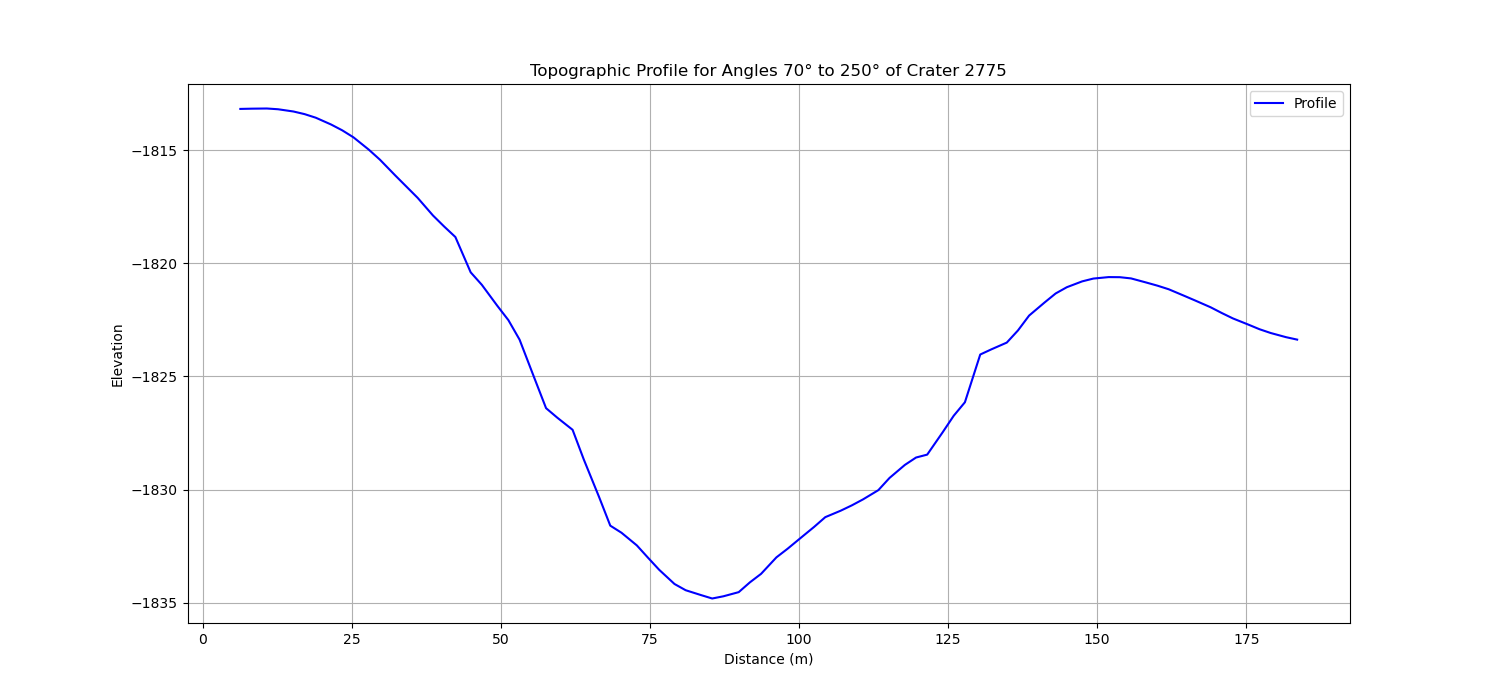 Topographic Profile for Angles 70° to 250° of Crater 2775
Profile
−1815
−1820
−1825
−1830
−1835
Elevation
0 25 50 75 100 125 150 175
Distance (m)